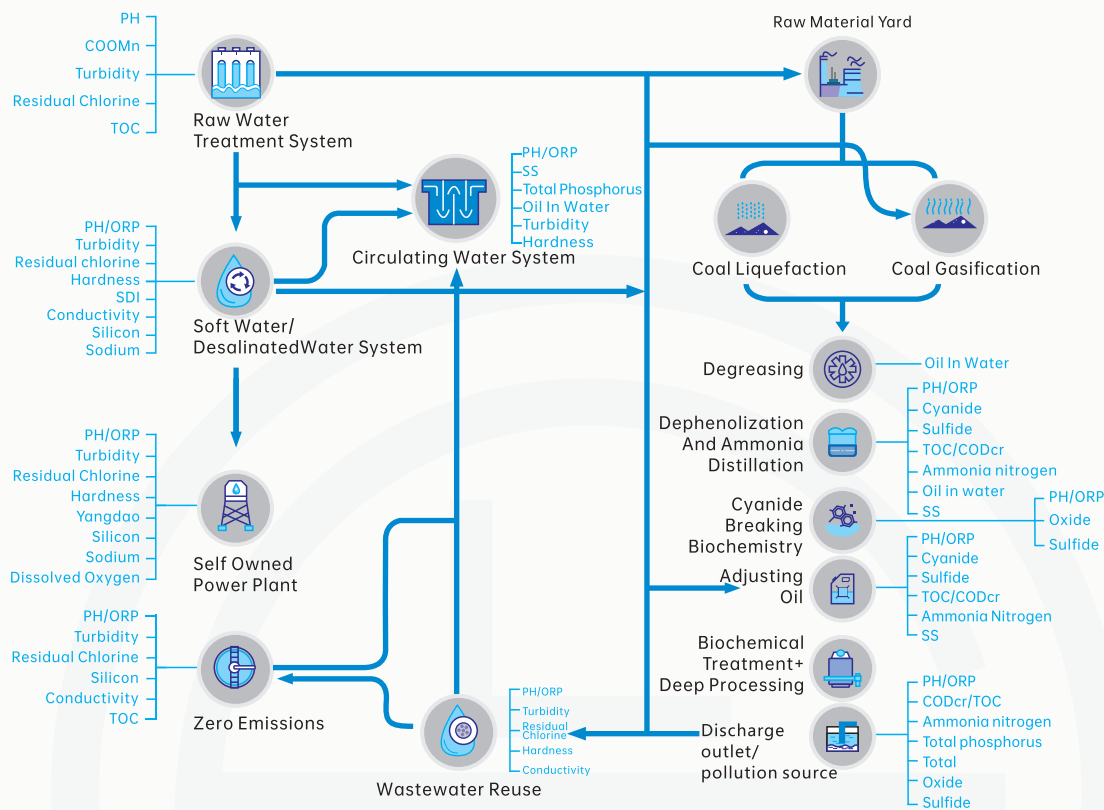 PH
COOMn
Turbidity
Residual Chlorine
TOC
Raw Water
Treatment System
Raw Material Yard
PH/ORP
SS
Total Phosphorus
Oil In Water
Turbidity
Hardness
Circulating Water System
Coal Liquefaction
Coal Gasification
PH/ORP
Turbidity
Residual chlorine
Hardness
SDI
Conductivity
Silicon
Sodium
Soft Water/
DesalinatedWater System
Degreasing
Oil In Water
Dephenolization
And Ammonia
Distillation
PH/ORP
Cyanide
Sulfide
TOC/CODcr
Ammonia nitrogen
Oil in water
SS
Cyanide
Breaking
Biochemistry
PH/ORP
Oxide
Sulfide
PH/ORP
Turbidity
Residual Chlorine
Hardness
Yangdao
Silicon
Sodium
Dissolved Oxygen
Self Owned
Power Plant
Adjusting
Oil
PH/ORP
Cyanide
Sulfide
TOC/CODcr
Ammonia Nitrogen
SS
PH/ORP
Turbidity
Residual Chlorine
Silicon
Conductivity
TOC
Zero Emissions
Biochemical
Treatment+
Deep Processing
PH/ORP
Turbidity
Residual
Chlorine
Hardness
Conductivity
Wastewater Reuse
Discharge
outlet/
pollution source
PH/ORP
CODcr/TOC
Ammonia nitrogen
Total phosphorus
Total
Oxide
Sulfide